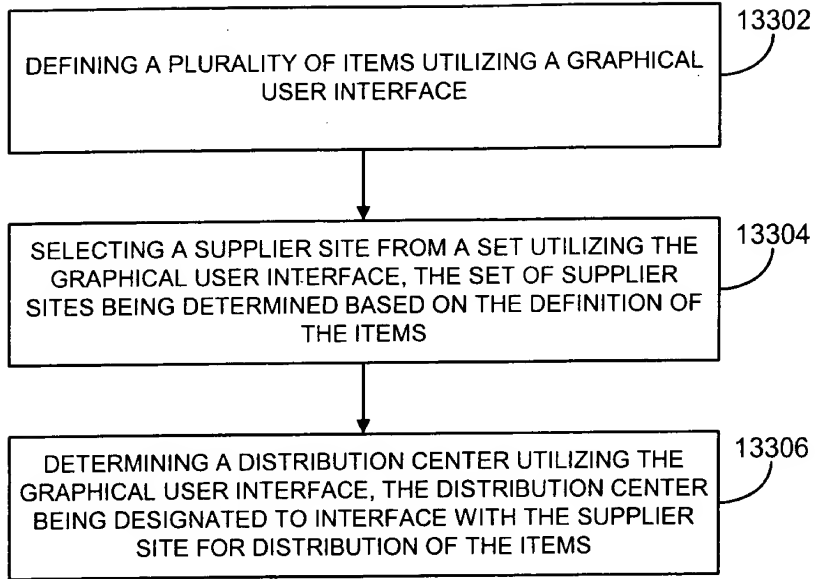 13302
DEFINING A PLURALITY OF ITEMS UTILIZING A GRAPHICAL
USER INTERFACE
13304
SELECTING A SUPPLIER SITE FROM A SET UTILIZING THE
GRAPHICAL USER INTERFACE, THE SET OF SUPPLIER
SITES BEING DETERMINED BASED ON THE DEFINITION OF
THE ITEMS
13306
DETERMINING A DISTRIBUTION CENTER UTILIZING THE
GRAPHICAL USER INTERFACE, THE DISTRIBUTION CENTER
BEING DESIGNATED TO INTERFACE WITH THE SUPPLIER
SITE FOR DISTRIBUTION OF THE ITEMS